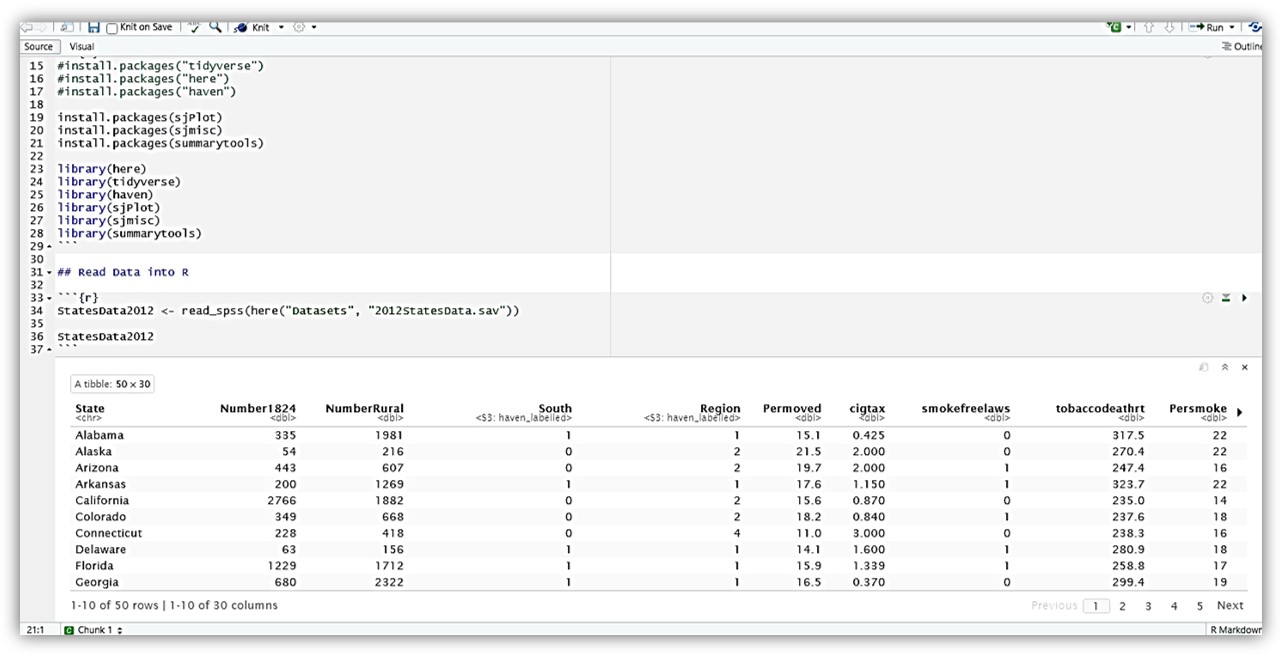 Knit on Save Knit Run
Source Visual Outline
15 #install.packages("tidyverse")
16 #install.packages("here")
17 #install.packages("haven")
18
19 install.packages(sjPlot)
20 install.packages(sjmisc)
21 install.packages(summarytools)
22
23 library(here)
24 library(tidyverse)
25 library(haven)
26 library(sjPlot)
27 library(sjmisc)
28 library(summarytools)
29 ```
30
31 ## Read Data into R
32
33 ```{r}
34 StatesData2012 <- read_spss(here("Datasets", "2012StatesData.sav"))
35
36 StatesData2012
37 ```
A tibble: 50 × 30
State Number1824 NumberRural South Region Permoved cigtax smokefreelaws tobaccodeathrt Persmoke
<chr> <dbl> <dbl> <S3: haven_labelled> <S3: haven_labelled> <dbl> <dbl> <dbl> <dbl> <dbl>
Alabama 335 1981 1 1 15.1 0.425 0 317.5 22
Alaska 54 216 0 2 21.5 2.000 0 270.4 22
Arizona 443 607 0 2 19.7 2.000 1 247.4 16
Arkansas 200 1269 1 1 17.6 1.150 1 323.7 22
California 2766 1882 0 2 15.6 0.870 0 235.0 14
Colorado 349 668 0 2 18.2 0.840 1 237.6 18
Connecticut 228 418 0 4 11.0 3.000 0 238.3 16
Delaware 63 156 1 1 14.1 1.600 1 280.9 18
Florida 1229 1712 1 1 15.9 1.339 1 258.8 17
Georgia 680 2322 1 1 16.5 0.370 0 299.4 19
1-10 of 50 rows | 1-10 of 30 columns Previous 1 2 3 4 5 Next
21:1 C Chunk 1 R Markdown